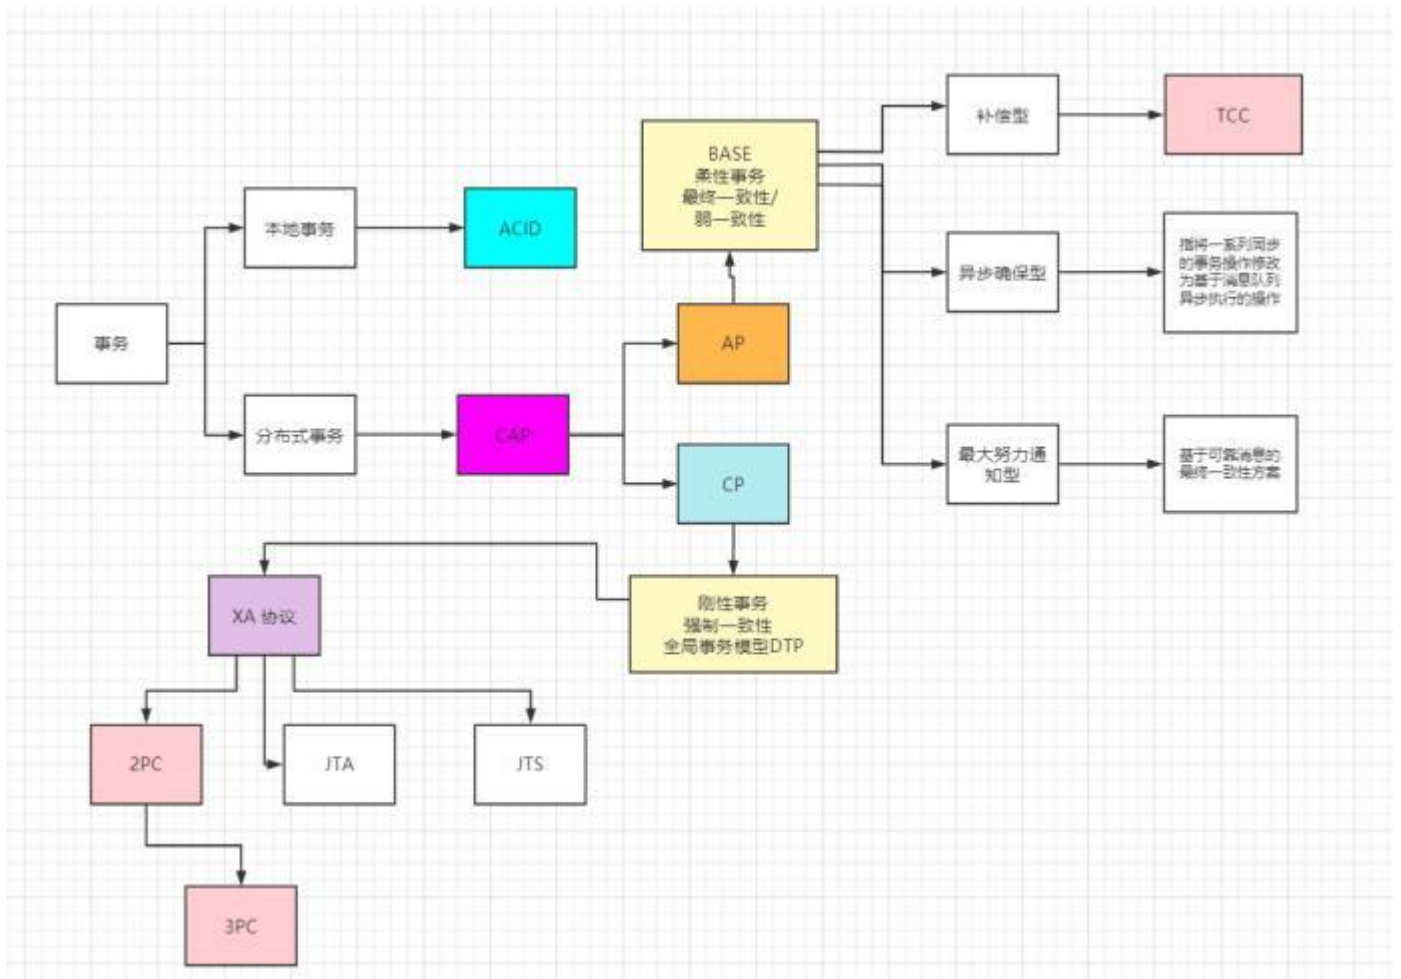 事务
本地事务
ACID
分布式事务
CAP
AP
CP
BASE
柔性事务
最终一致性/
弱一致性
补偿型
TCC
异步确保型
指将一系列同步
的事务操作修改
为基于消息队列
异步执行的操作
最大努力通
知型
基于可靠消息的
最终一致性方案
刚性事务
强制一致性
全局事务模型DTP
XA 协议
2PC
JTA
JTS
3PC